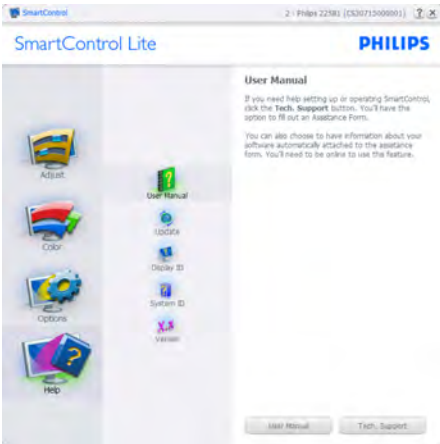 SmartControl
2 : Philips 225B1 (CS20715000001) ? X
SmartControl Lite
PHILIPS
Adjust
Color
Options
Help
User Manual
Update
Display ID
System ID
X.x
Version
User Manual
If you need help setting up or operating SmartControl,
click the Tech. Support button. You'll have the
option to fill out an Assistance Form.
You can also choose to have information about your
software automatically attached to the assistance
form. You'll need to be online to use the feature.
User Manual
Tech. Support